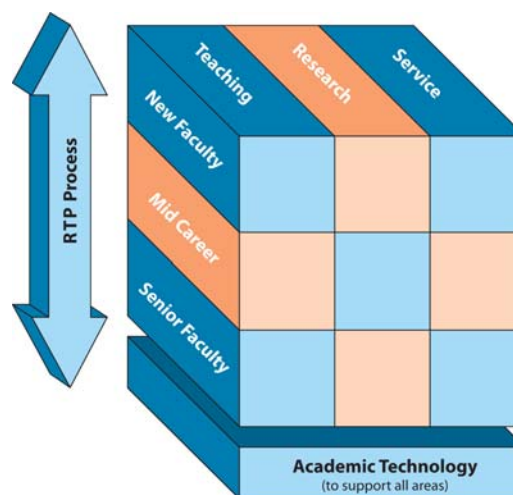 Teaching
Research
Service
New Faculty
Mid Career
Senior Faculty
RTP Process
Academic Technology
(to support all areas)